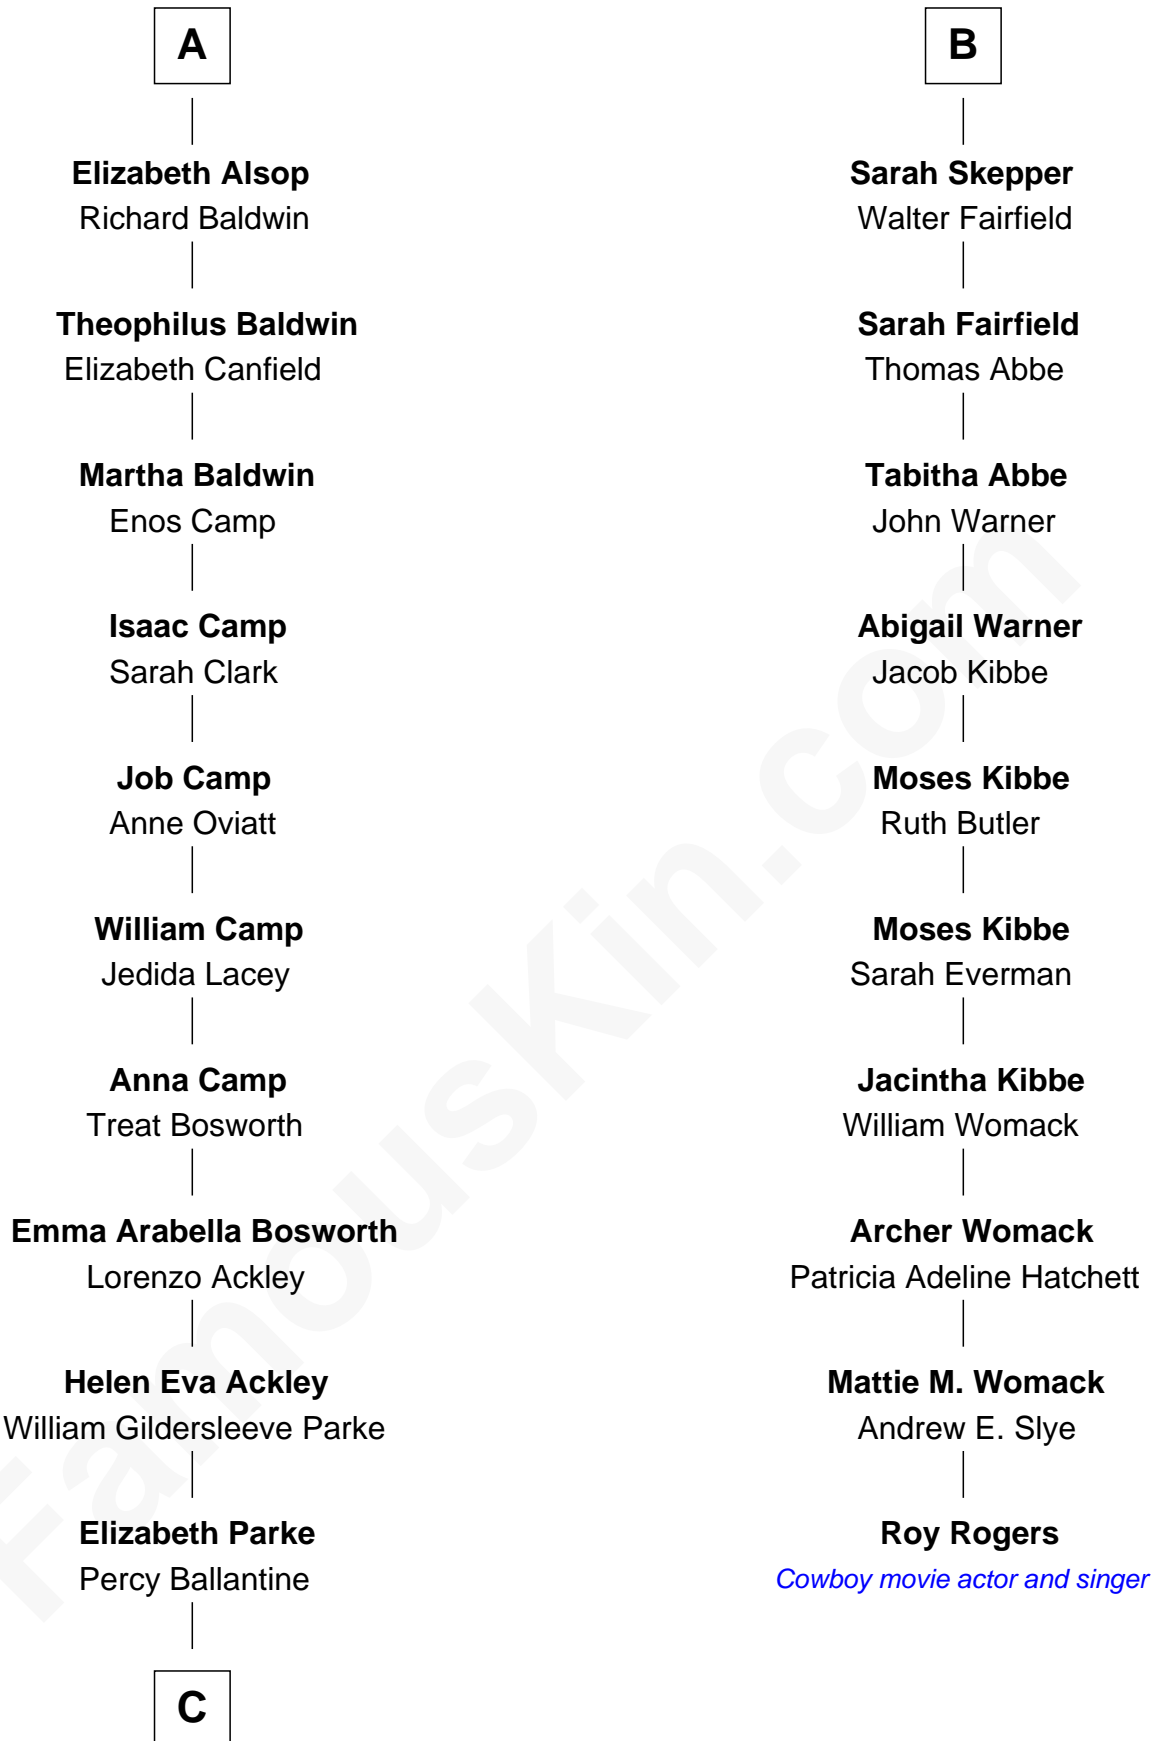 A
Elizabeth Alsop
Richard Baldwin
Theophilus Baldwin
Elizabeth Canfield
Martha Baldwin
Enos Camp
Isaac Camp
Sarah Clark
Job Camp
Anne Oviatt
William Camp
Jedida Lacey
Anna Camp
Treat Bosworth
Emma Arabella Bosworth
Lorenzo Ackley
Helen Eva Ackley
William Gildersleeve Parke
Elizabeth Parke
Percy Ballantine
C
B
Sarah Skepper
Walter Fairfield
Sarah Fairfield
Thomas Abbe
Tabitha Abbe
John Warner
Abigail Warner
Jacob Kibbe
Moses Kibbe
Ruth Butler
Moses Kibbe
Sarah Everman
Jacintha Kibbe
William Womack
Archer Womack
Patricia Adeline Hatchett
Mattie M. Womack
Andrew E. Slye
Roy Rogers
Cowboy movie actor and singer
FamousKin.com